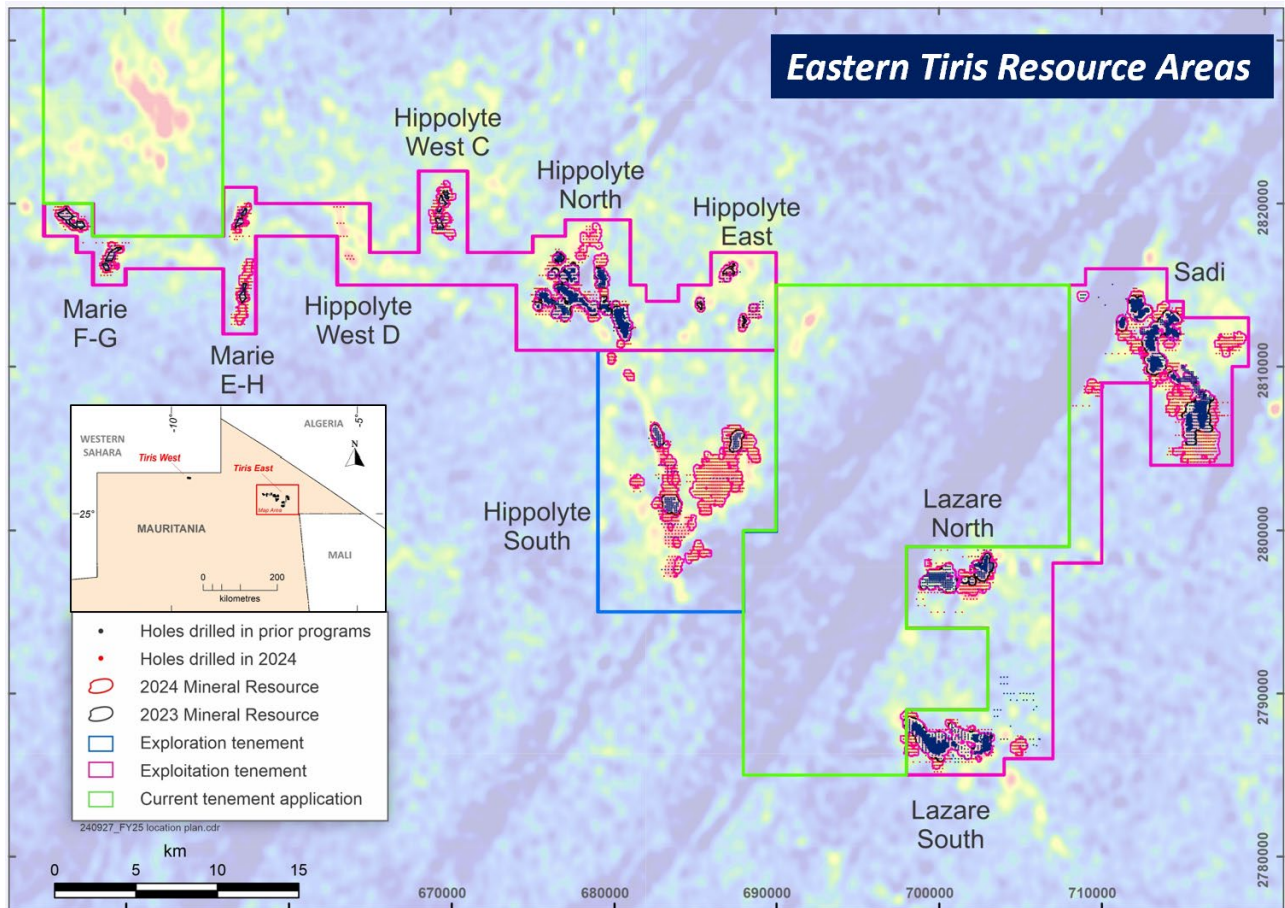 Eastern Tiris Resource Areas
Hippolyte
West C
Hippolyte
North
Hippolyte
East
Sadi
Marie
F-G
Marie
E-H
Hippolyte
West D
Hippolyte
South
Lazare
North
Lazare
South
2820000
2810000
2800000
2790000
2780000
-10°
-5°
WESTERN
SAHARA
ALGERIA
N
Tiris West
Tiris East
Map Area
25°
MAURITANIA
MALI
0 200
kilometres
Holes drilled in prior programs
Holes drilled in 2024
2024 Mineral Resource
2023 Mineral Resource
Exploration tenement
Exploitation tenement
Current tenement application
240927_FY25 location plan.cdr
km
0 5 10 15
670000 680000 690000 700000 710000